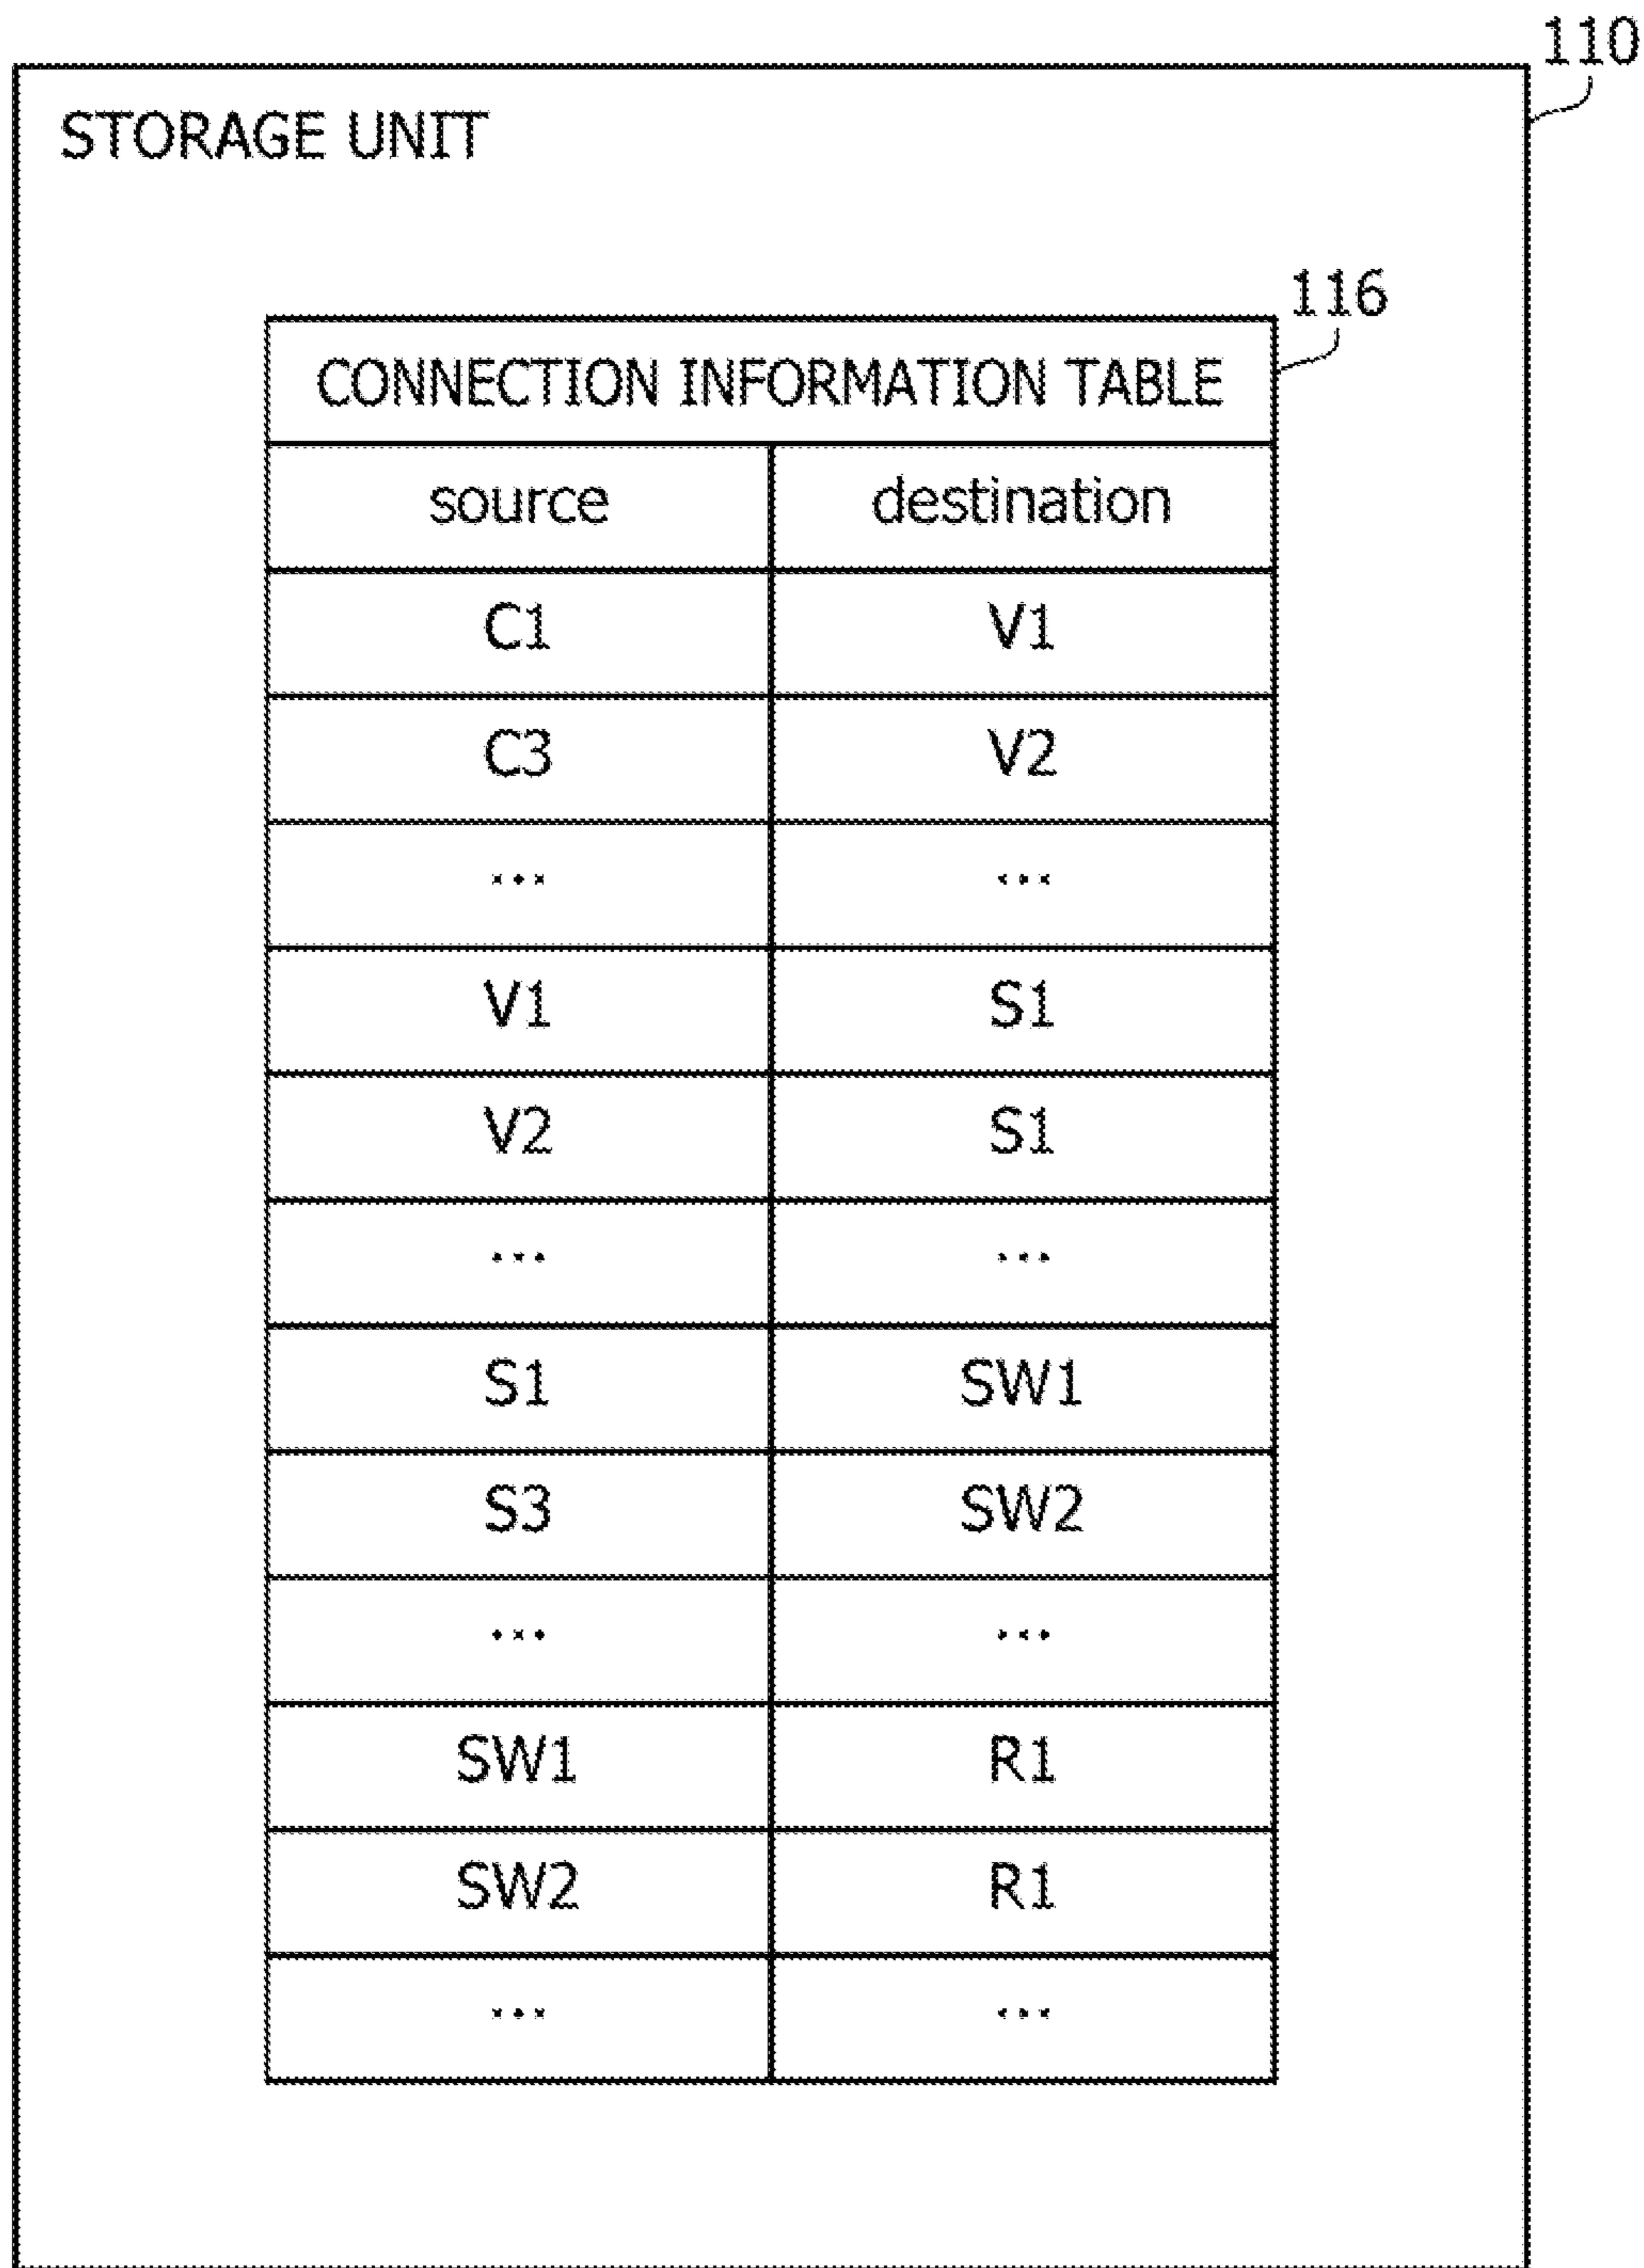 110
STORAGE UNIT
116
CONNECTION INFORMATION TABLE
source destination
C1 V1
C3 V2
... ...
V1 S1
V2 S1
... ...
S1 SW1
S3 SW2
... ...
SW1 R1
SW2 R1
... ...